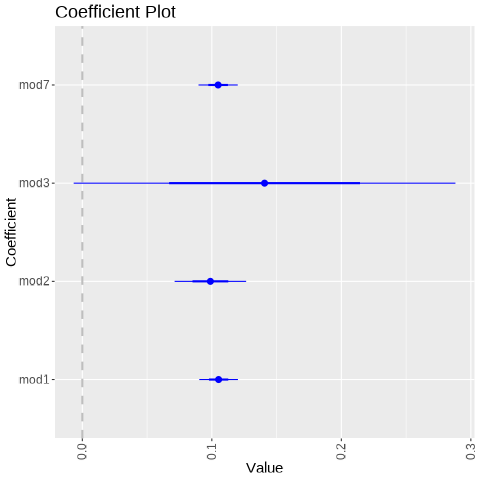 Coefficient Plot
Coefficient
mod7
mod3
mod2
mod1
0.0
0.1
0.2
0.3
Value